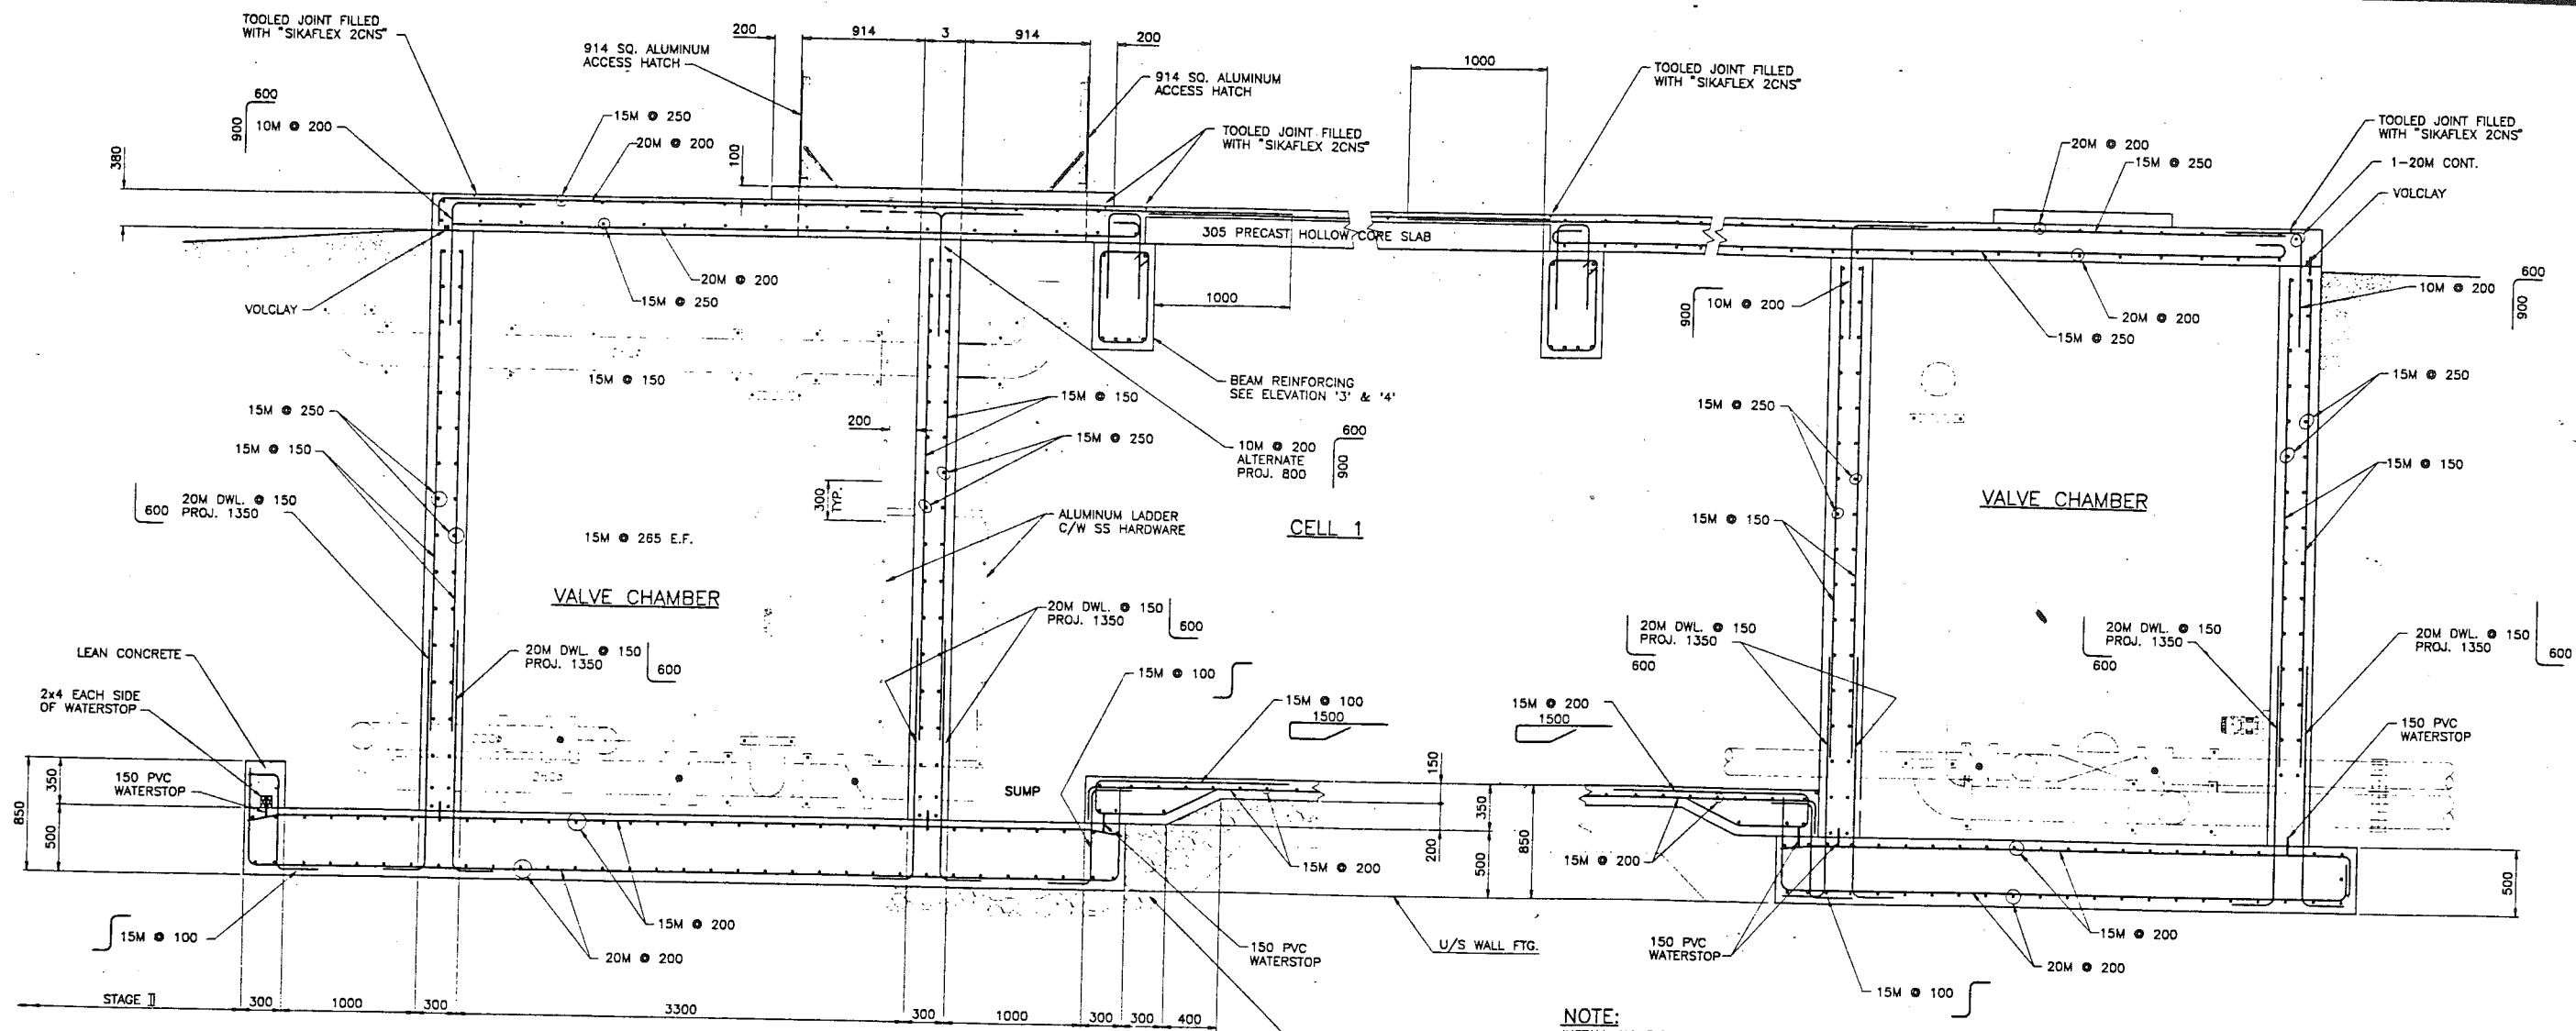 TOOLED JOINT FILLED
WITH "SIKAFLEX 2CNS"
914 SQ. ALUMINUM
ACCESS HATCH
200
914
3
914
200
914 SQ. ALUMINUM
ACCESS HATCH
1000
TOOLED JOINT FILLED
WITH "SIKAFLEX 2CNS"
600
900
10M @ 200
15M @ 250
20M @ 200
100
TOOLED JOINT FILLED
WITH "SIKAFLEX 2CNS"
20M @ 200
15M @ 250
TOOLED JOINT FILLED
WITH "SIKAFLEX 2CNS"
1-20M CONT.
VOLCLAY
380
305 PRECAST HOLLOW CORE SLAB
VOLCLAY
20M @ 200
15M @ 250
1000
900
10M @ 200
20M @ 200
15M @ 250
10M @ 200
600
900
15M @ 150
BEAM REINFORCING
SEE ELEVATION '3' & '4'
15M @ 250
15M @ 150
200
15M @ 150
15M @ 250
10M @ 200
ALTERNATE
PROJ. 800
600
900
15M @ 250
15M @ 250
15M @ 150
600
20M DWL. @ 150
PROJ. 1350
300
TYP.
15M @ 265 E.F.
ALUMINUM LADDER
C/W SS HARDWARE
CELL 1
15M @ 150
VALVE CHAMBER
VALVE CHAMBER
20M DWL. @ 150
PROJ. 1350
600
20M DWL. @ 150
PROJ. 1350
600
20M DWL. @ 150
PROJ. 1350
600
20M DWL. @ 150
PROJ. 1350
600
LEAN CONCRETE
20M DWL. @ 150
PROJ. 1350
600
2x4 EACH SIDE
OF WATERSTOP
15M @ 100
15M @ 100
1500
15M @ 200
1500
150 PVC
WATERSTOP
850
350
500
150 PVC
WATERSTOP
SUMP
150
200
350
500
850
15M @ 200
15M @ 200
500
15M @ 100
15M @ 200
20M @ 200
150 PVC
WATERSTOP
U/S WALL FTG.
150 PVC
WATERSTOP
15M @ 200
20M @ 200
15M @ 100
STAGE II
300
1000
300
3300
300
1000
300
300
400
NOTE: